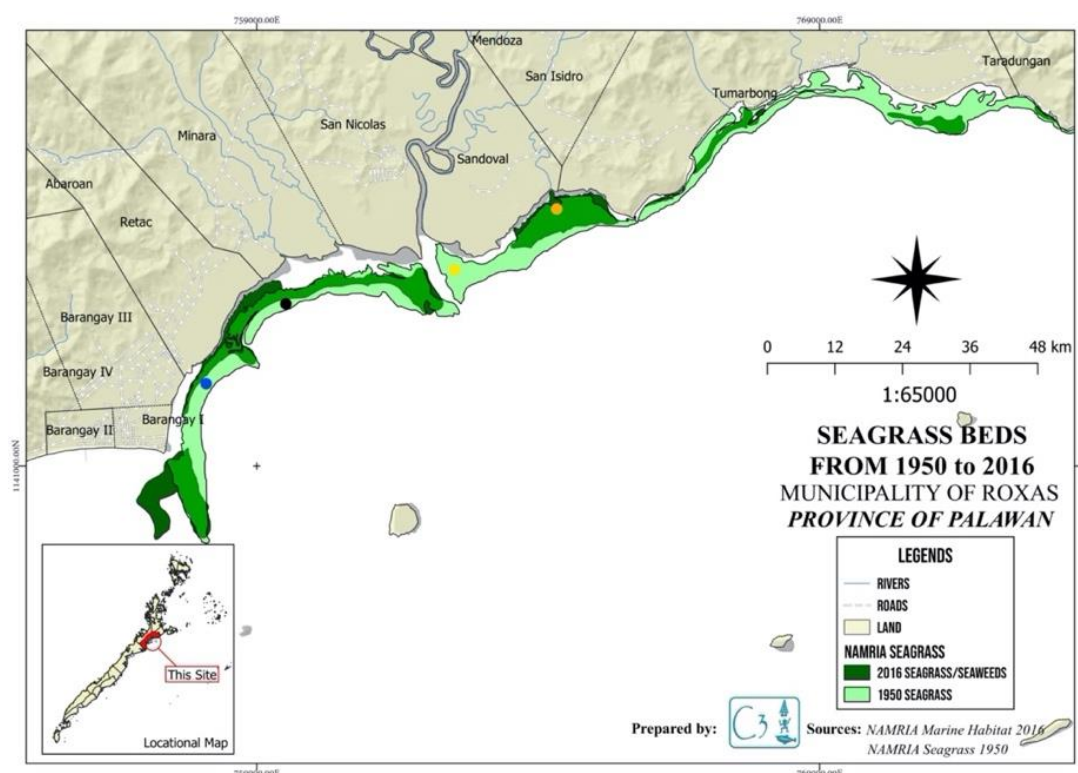 759000.00E
769000.00E
Mendoza
San Isidro
Taradungan
Tumarbong
San Nicolas
Minara
Sandoval
Abaroan
Retac
Barangay III
Barangay IV
Barangay I
Barangay II
1141000.00N
0 12 24 36 48 km
1:65000
SEAGRASS BEDS
FROM 1950 to 2016
MUNICIPALITY OF ROXAS
PROVINCE OF PALAWAN
LEGENDS
RIVERS
ROADS
LAND
NAMRIA SEAGRASS
2016 SEAGRASS/SEAWEEDS
1950 SEAGRASS
This Site
Locational Map
Prepared by:
C3
Sources: NAMRIA Marine Habitat 2016
NAMRIA Seagrass 1950